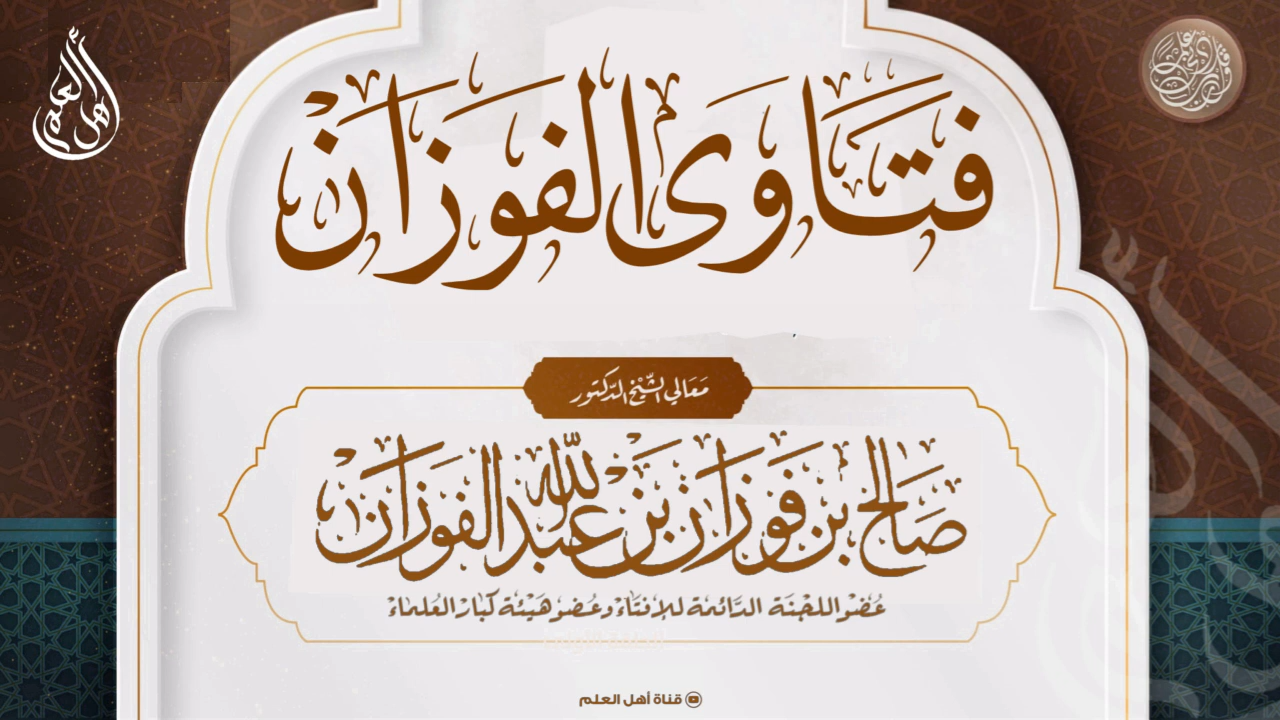 أهل العلم
فتاوى الفوزان
معالي الشيخ الدكتور
صالح بن فوزان بن عبد الله الفوزان
عضو اللجنة الدائمة للإفتاء وعضو هيئة كبار العلماء
قناة أهل العلم